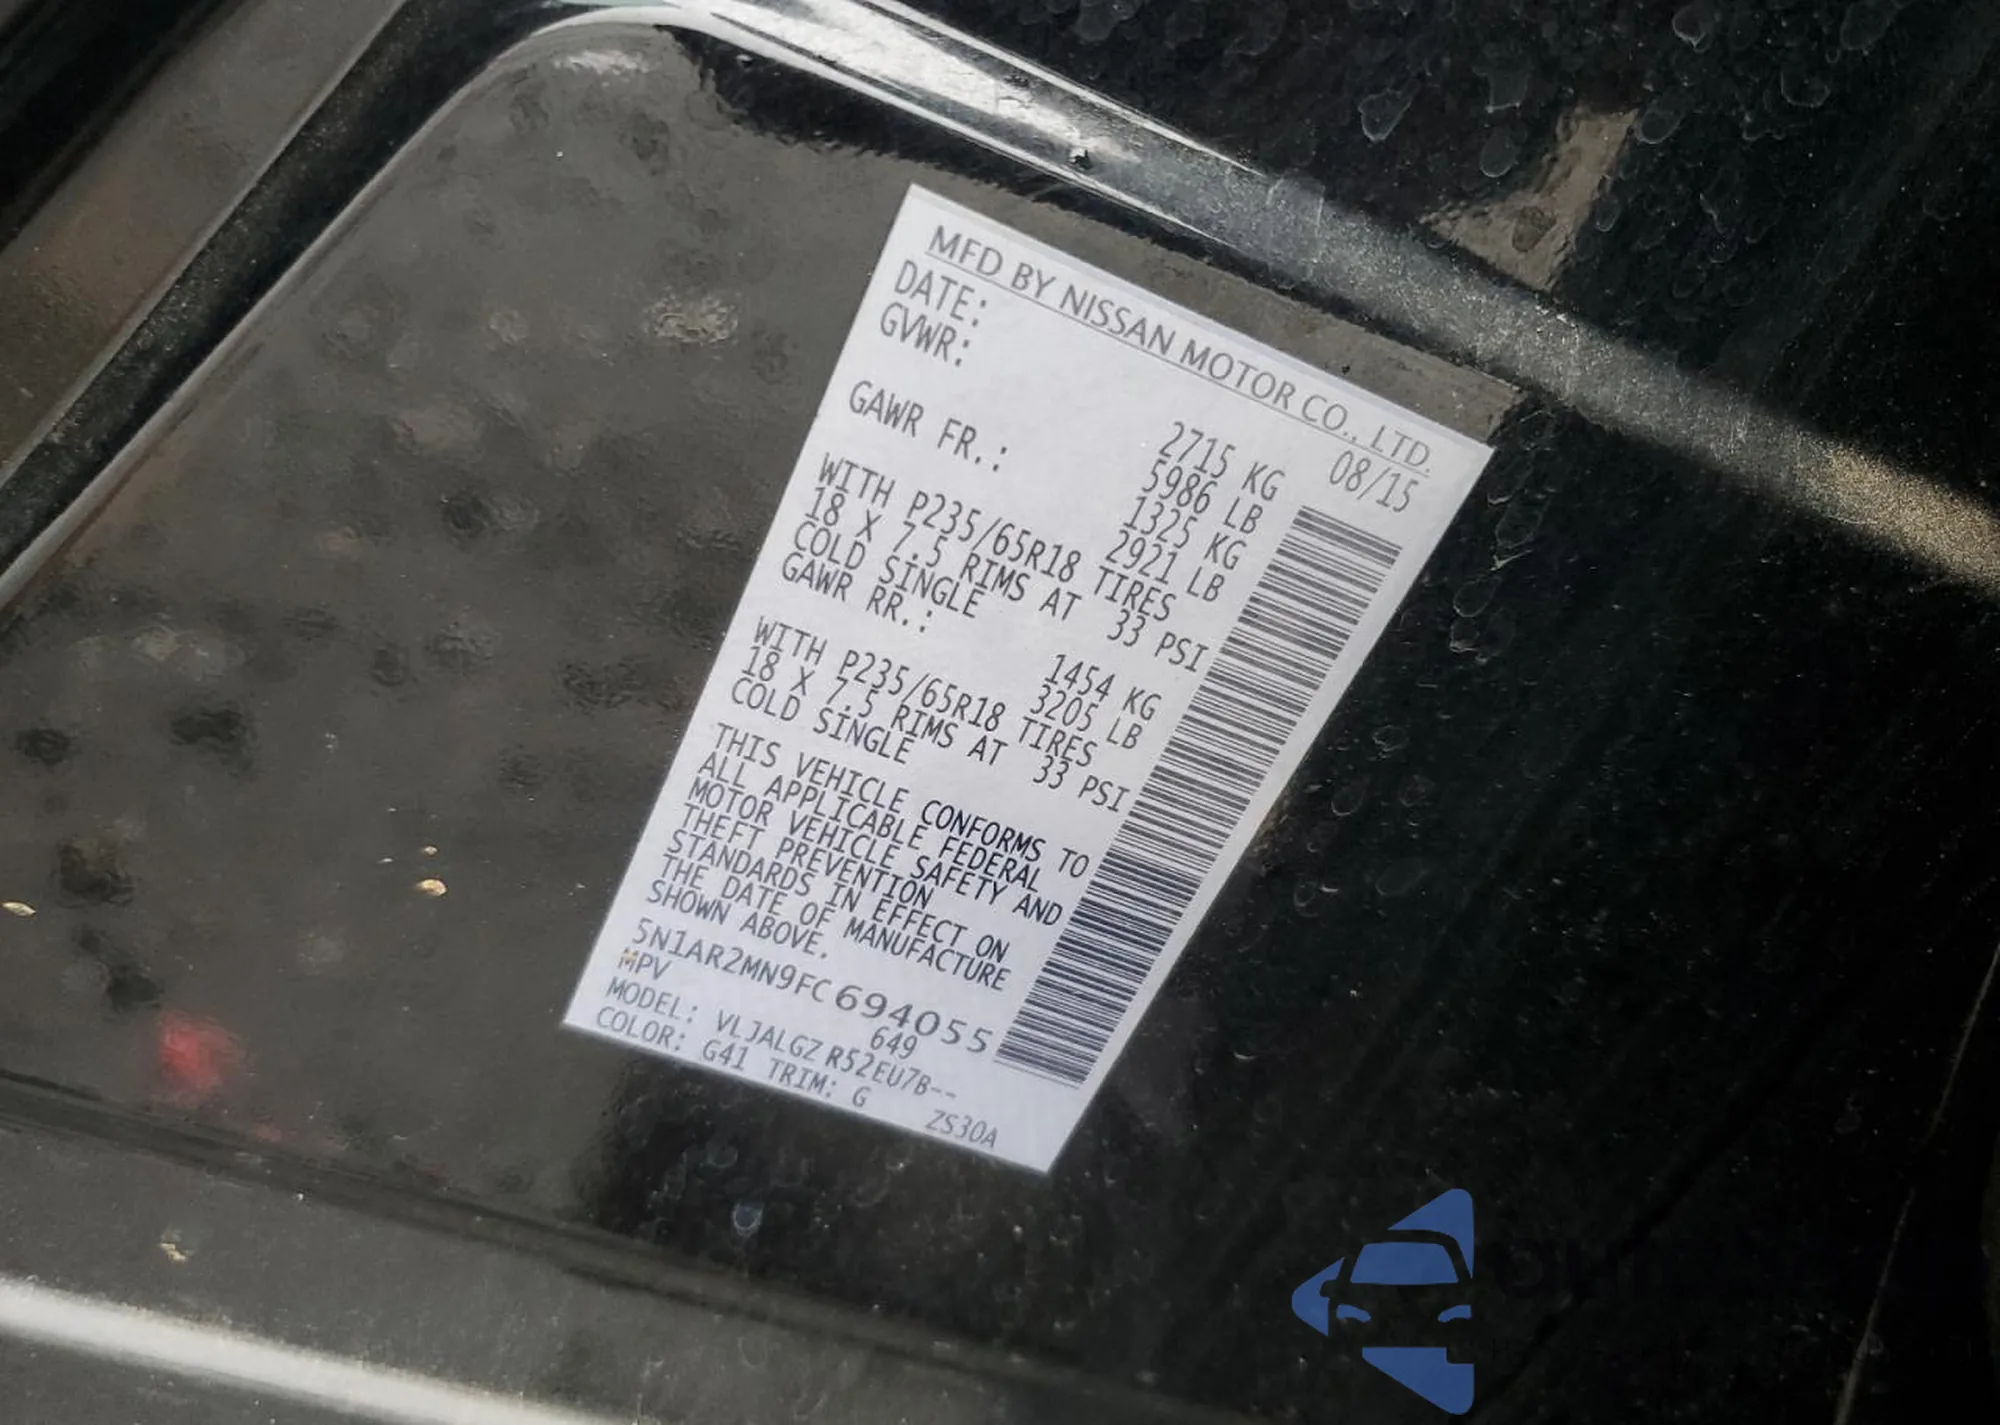 MFD BY NISSAN MOTOR CO., LTD.
DATE: 08/15
GVWR: 2715 KG
5986 LB
GAWR FR.: 1325 KG
2921 LB
WITH P235/65R18 TIRES
18 X 7.5 RIMS AT 33 PSI
COLD SINGLE
GAWR RR.: 1454 KG
3205 LB
WITH P235/65R18 TIRES
18 X 7.5 RIMS AT 33 PSI
COLD SINGLE
THIS VEHICLE CONFORMS TO
ALL APPLICABLE FEDERAL
MOTOR VEHICLE SAFETY AND
THEFT PREVENTION
STANDARDS IN EFFECT ON
THE DATE OF MANUFACTURE
SHOWN ABOVE.
5N1AR2MN9FC694055
MPV 649
MODEL: VLJALGZ R52EU7B--
COLOR: G41 TRIM: G ZS30A